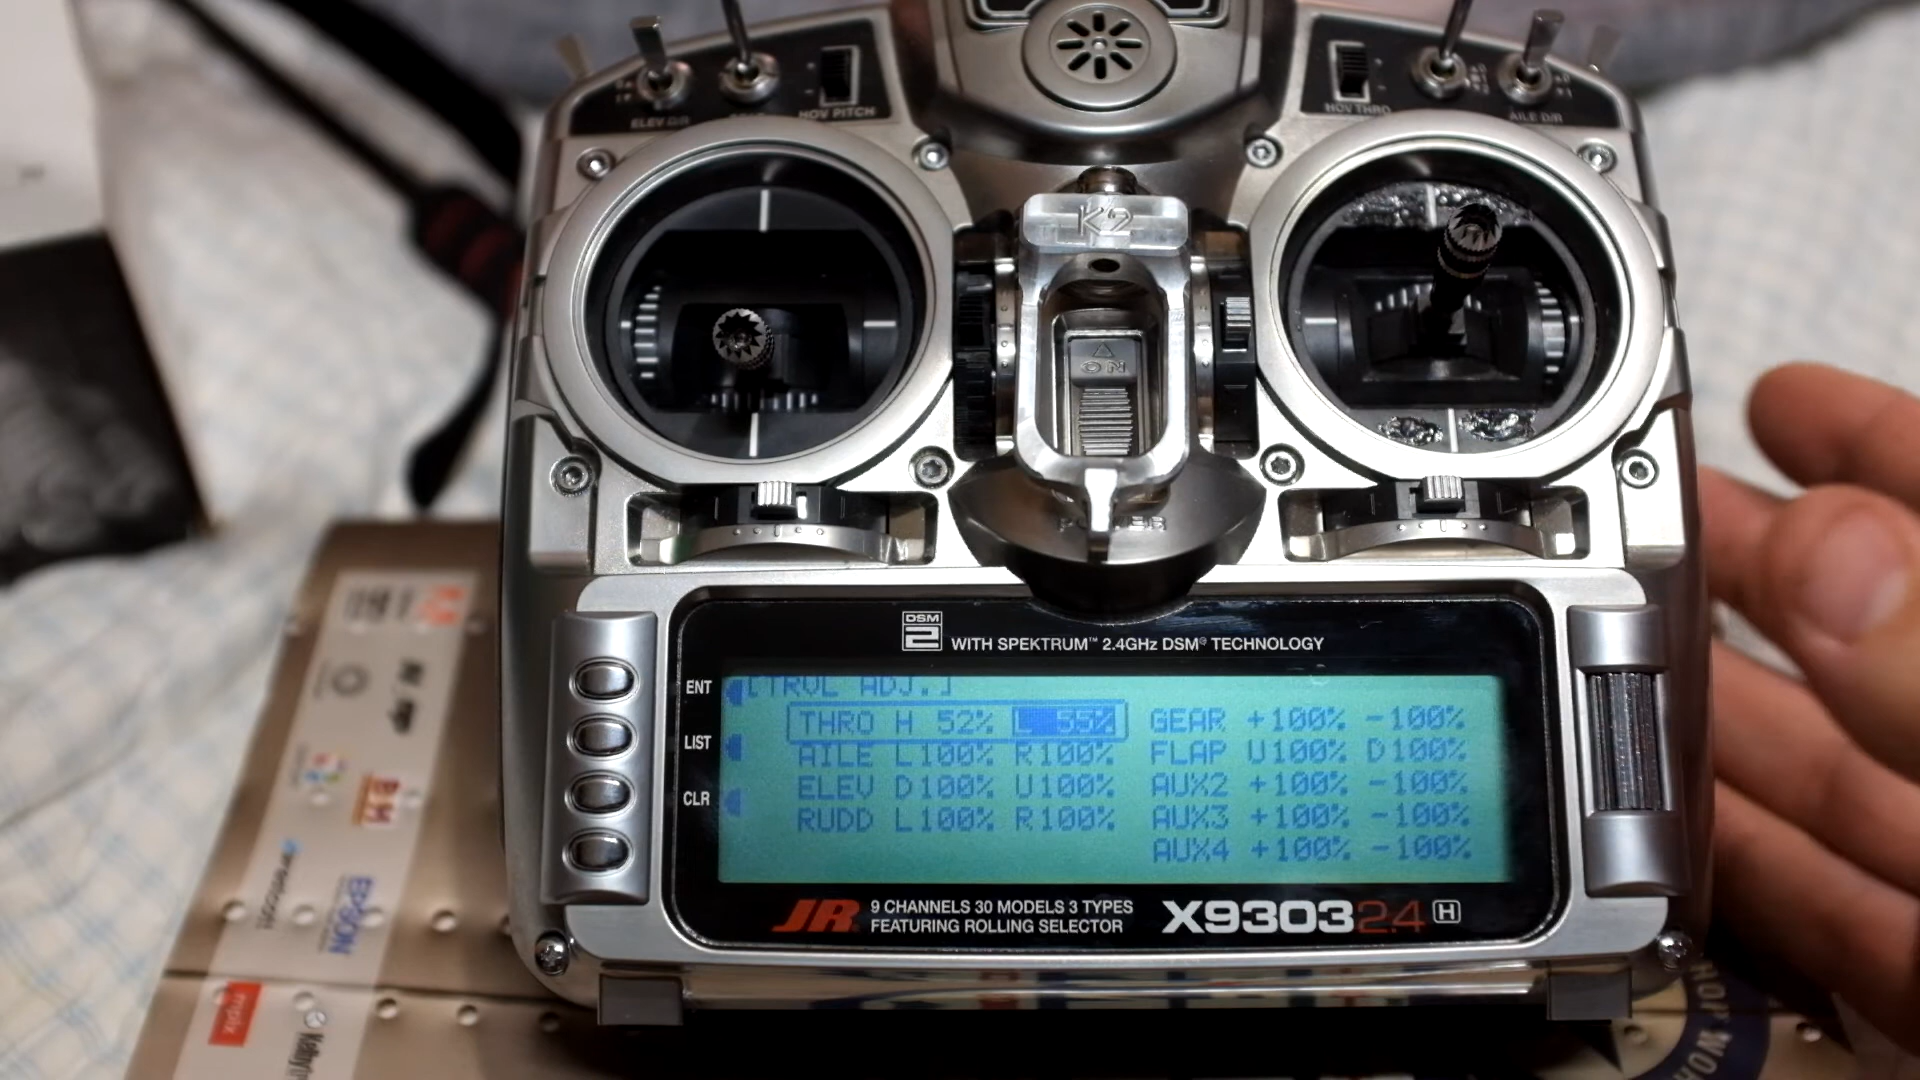 ELEV D/R
HOV PITCH
HOV THRO
AILE D/R
K2
ON
POWER
DSM 2 WITH SPEKTRUM™ 2.4GHz DSM® TECHNOLOGY
ENT
LIST
CLR
[TRVL ADJ.]
THRO H 52% L 55% GEAR +100% -100%
AILE L100% R100% FLAP U100% D100%
ELEV D100% U100% AUX2 +100% -100%
RUDD L100% R100% AUX3 +100% -100%
AUX4 +100% -100%
JR 9 CHANNELS 30 MODELS 3 TYPES
FEATURING ROLLING SELECTOR
X9303 2.4 H
EPSON
mpix